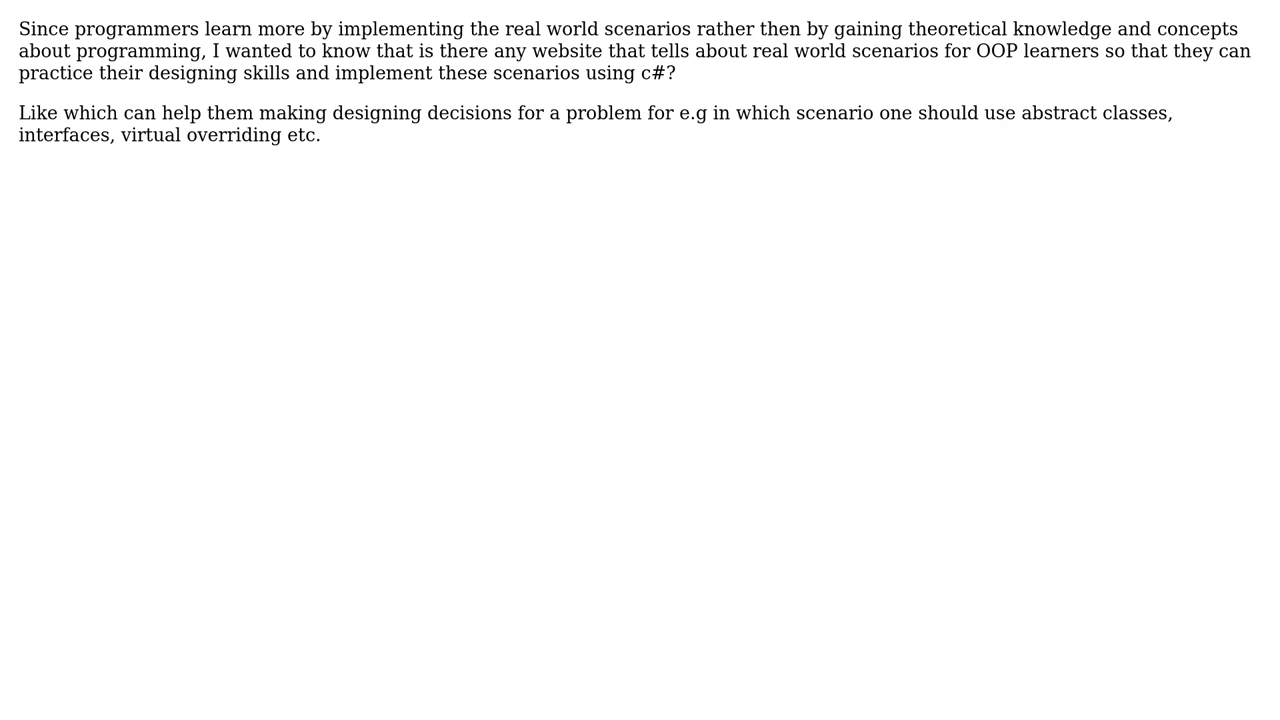 Since programmers learn more by implementing the real world scenarios rather then by gaining theoretical knowledge and concepts
about programming, I wanted to know that is there any website that tells about real world scenarios for OOP learners so that they can
practice their designing skills and implement these scenarios using c#?
Like which can help them making designing decisions for a problem for e.g in which scenario one should use abstract classes,
interfaces, virtual overriding etc.